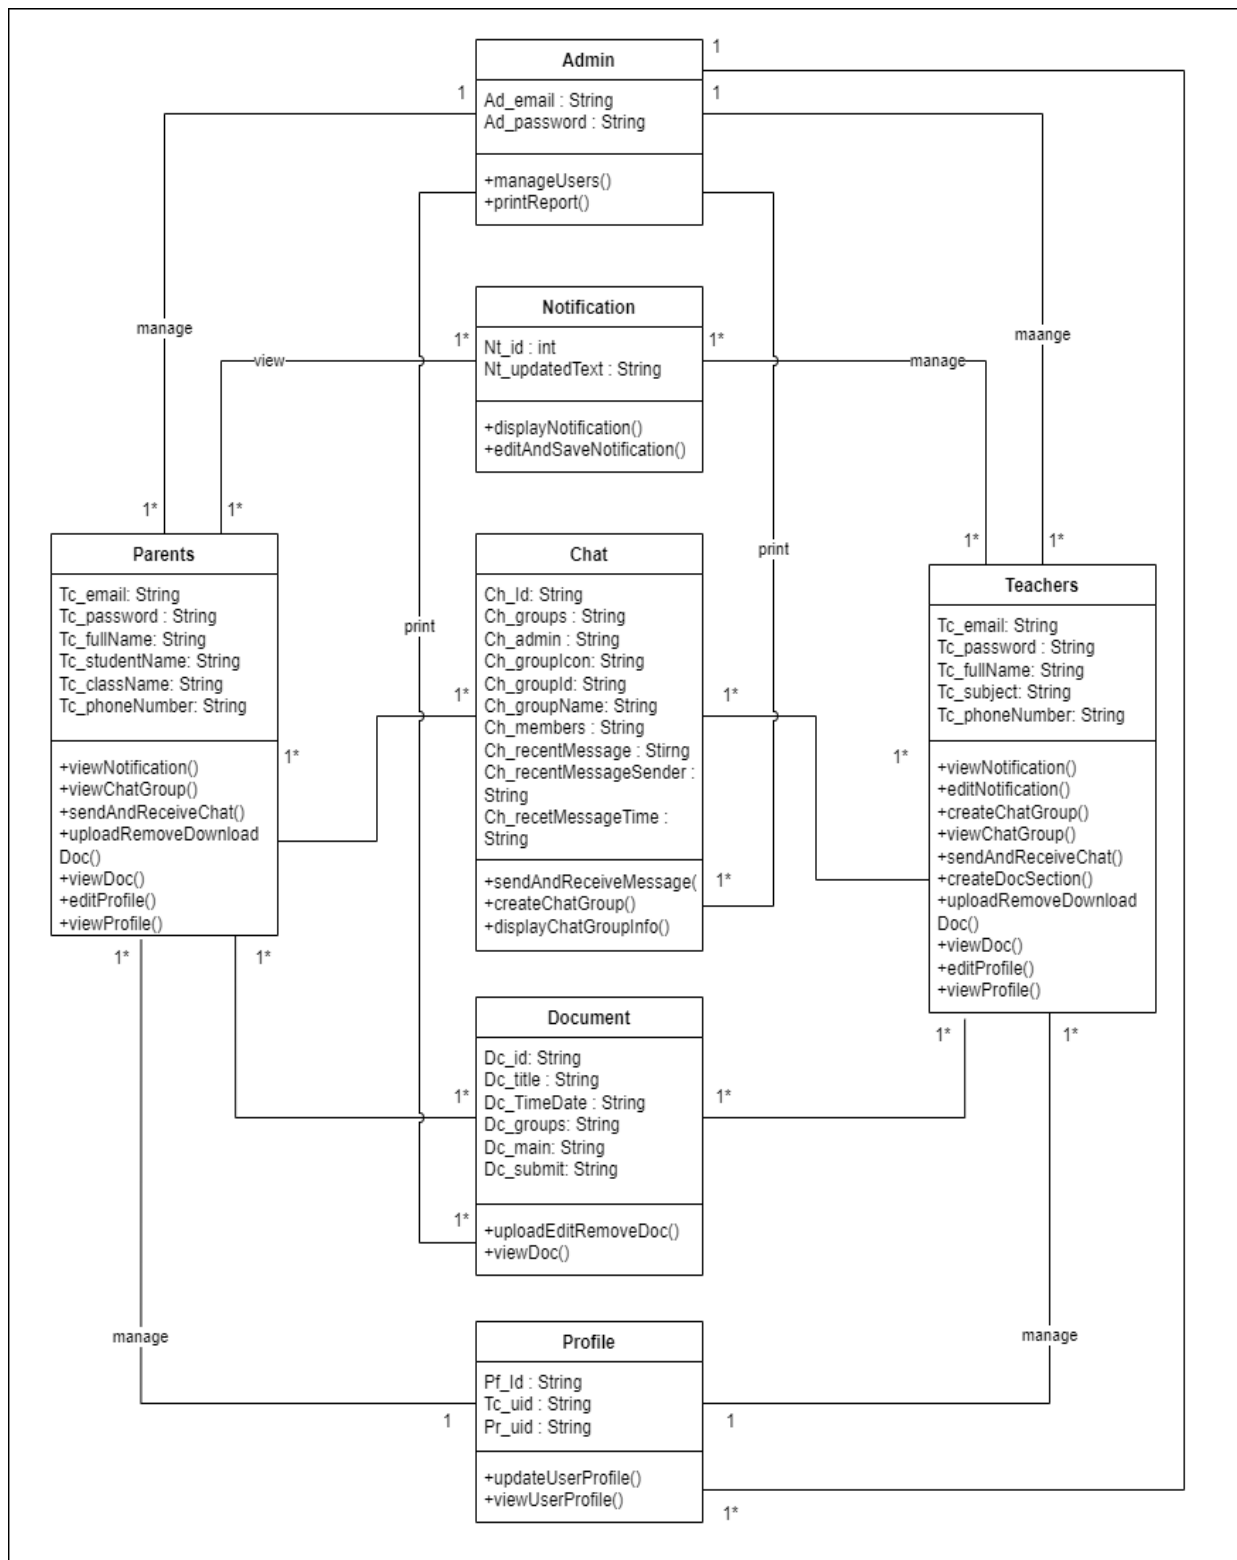 Admin
Ad_email : String
Ad_password : String
+manageUsers()
+printReport()
1
1
1
manage
maange
print
print
Notification
Nt_id : int
Nt_updatedText : String
+displayNotification()
+editAndSaveNotification()
1*
1*
view
manage
1*
1*
1*
1*
Parents
Tc_email: String
Tc_password : String
Tc_fullName: String
Tc_studentName: String
Tc_className: String
Tc_phoneNumber: String
+viewNotification()
+viewChatGroup()
+sendAndReceiveChat()
+uploadRemoveDownload
Doc()
+viewDoc()
+editProfile()
+viewProfile()
1*
1*
1*
Chat
Ch_Id: String
Ch_groups : String
Ch_admin : String
Ch_groupIcon: String
Ch_groupId: String
Ch_groupName: String
Ch_members : String
Ch_recentMessage : Stirng
Ch_recentMessageSender :
String
Ch_recetMessageTime :
String
+sendAndReceiveMessage(
+createChatGroup()
+displayChatGroupInfo()
1*
1*
1*
Teachers
Tc_email: String
Tc_password : String
Tc_fullName: String
Tc_subject: String
Tc_phoneNumber: String
+viewNotification()
+editNotification()
+createChatGroup()
+viewChatGroup()
+sendAndReceiveChat()
+createDocSection()
+uploadRemoveDownload
Doc()
+viewDoc()
+editProfile()
+viewProfile()
1*
1*
1*
Document
Dc_id: String
Dc_title : String
Dc_TimeDate : String
Dc_groups: String
Dc_main: String
Dc_submit: String
+uploadEditRemoveDoc()
+viewDoc()
1*
1*
1*
manage
manage
Profile
Pf_Id : String
Tc_uid : String
Pr_uid : String
+updateUserProfile()
+viewUserProfile()
1
1
1*